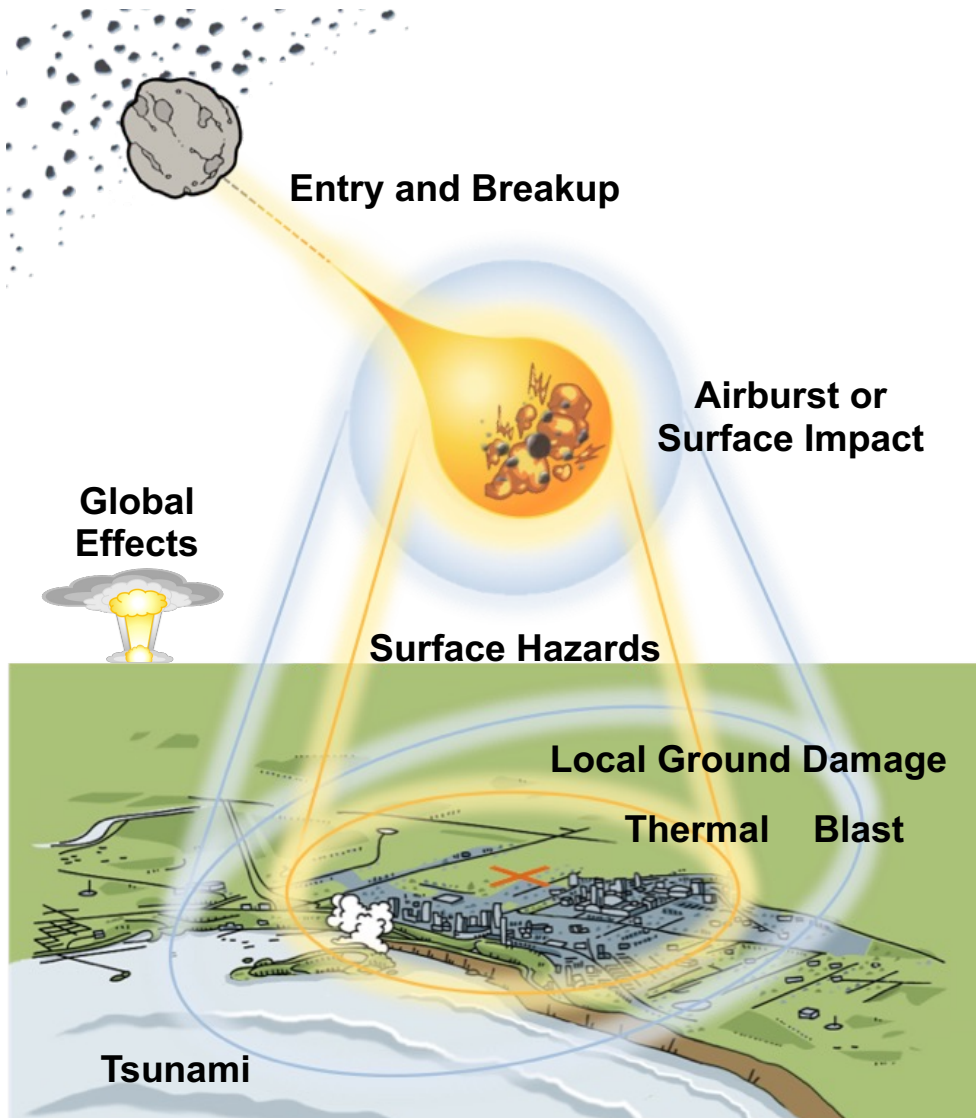 Entry and Breakup
Airburst or
Surface Impact
Global
Effects
Surface Hazards
Local Ground Damage
Thermal Blast
Tsunami